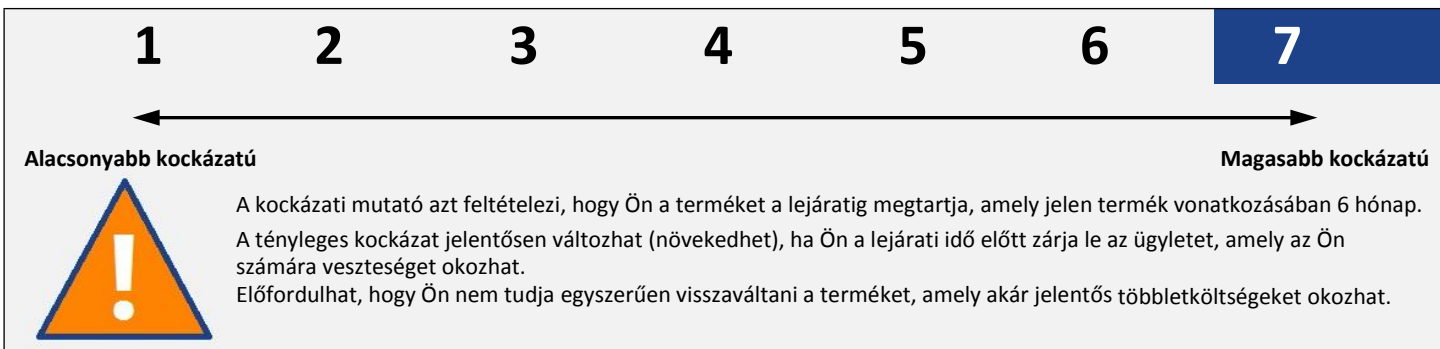 1 2 3 4 5 6 7
Alacsonyabb kockázatú Magasabb kockázatú
A kockázati mutató azt feltételezi, hogy Ön a terméket a lejáratig megtartja, amely jelen termék vonatkozásában 6 hónap.
A tényleges kockázat jelentősen változhat (növekedhet), ha Ön a lejárati idő előtt zárja le az ügyletet, amely az Ön
számára veszteséget okozhat.
Előfordulhat, hogy Ön nem tudja egyszerűen visszaváltani a terméket, amely akár jelentős többletköltségeket okozhat.